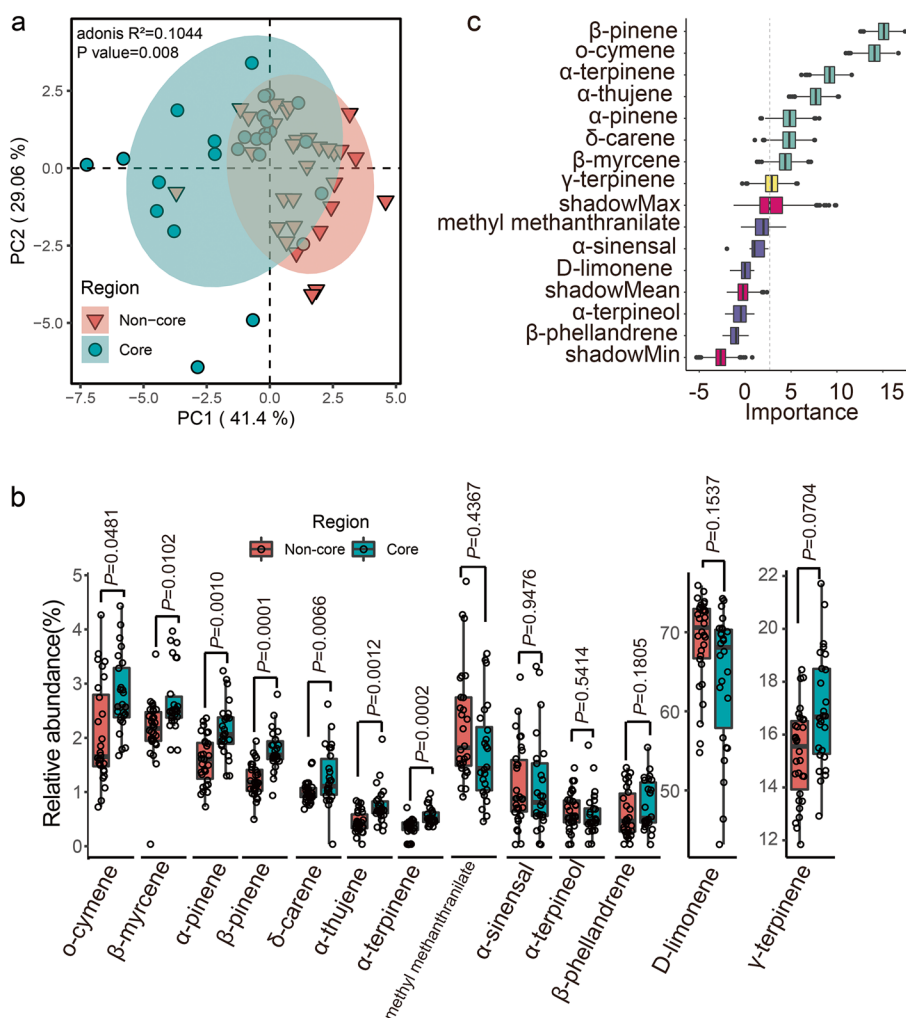 a
adonis R²=0.1044
P value=0.008
PC2 ( 29.06 %)
2.5
0.0
−2.5
−5.0
Region
Non−core
Core
−7.5
−5.0
−2.5
0.0
2.5
5.0
PC1 ( 41.4 %)
c
β-pinene
o-cymene
α-terpinene
α-thujene
α-pinene
δ-carene
β-myrcene
γ-terpinene
shadowMax
methyl methanthranilate
α-sinensal
D-limonene
shadowMean
α-terpineol
β-phellandrene
shadowMin
-5
0
5
10
15
Importance
b
Region
Non-core
Core
Relative abundance(%)
5
4
3
2
1
0
P=0.0481
P=0.0102
P=0.0010
P=0.0001
P=0.0066
P=0.0012
P=0.0002
P=0.4367
P=0.9476
P=0.5414
P=0.1805
P=0.1537
P=0.0704
70
60
50
22
20
18
16
14
12
o-cymene
β-myrcene
α-pinene
β-pinene
δ-carene
α-thujene
α-terpinene
methyl methanthranilate
α-sinensal
α-terpineol
β-phellandrene
D-limonene
γ-terpinene